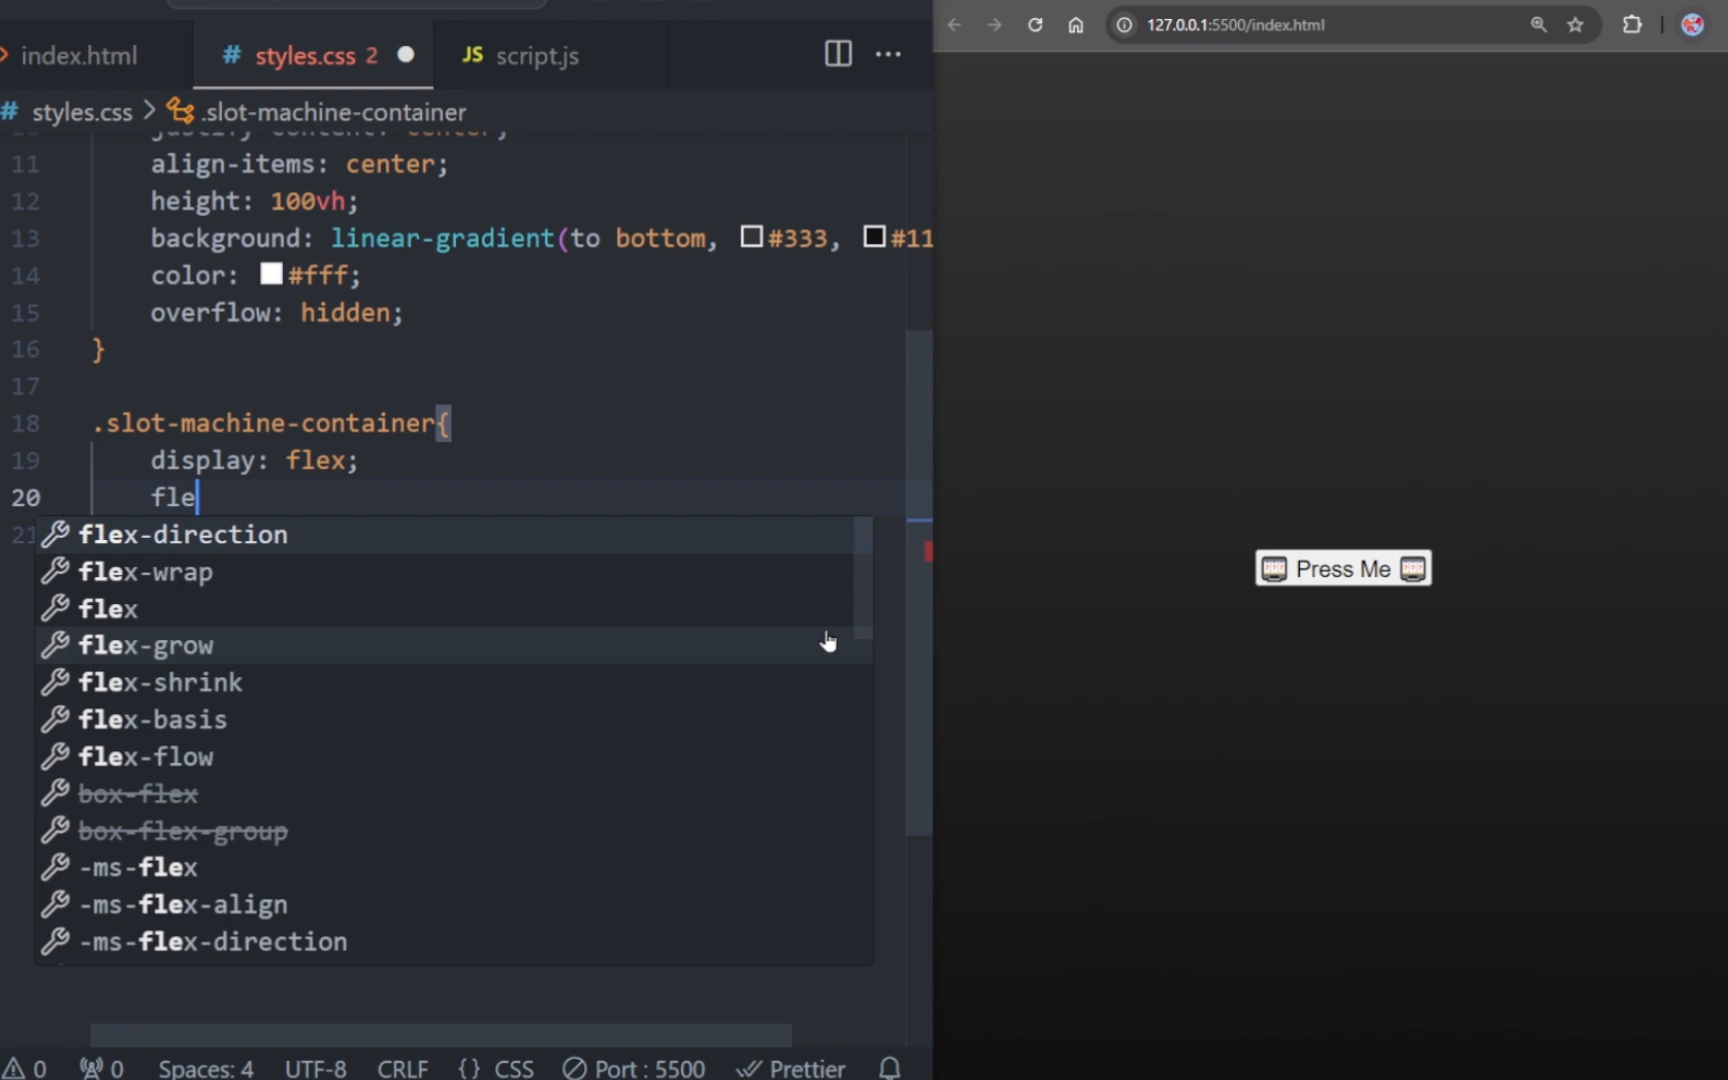 index.html
# styles.css 2
JS script.js
127.0.0.1:5500/index.html
# styles.css > .slot-machine-container
justify-content: center;
11 align-items: center;
12 height: 100vh;
13 background: linear-gradient(to bottom, #333, #11
14 color: #fff;
15 overflow: hidden;
16 }
17
18 .slot-machine-container{
19 display: flex;
20 fle
21
flex-direction
flex-wrap
flex
flex-grow
flex-shrink
flex-basis
flex-flow
box-flex
box-flex-group
-ms-flex
-ms-flex-align
-ms-flex-direction
Press Me
0 0 Spaces: 4 UTF-8 CRLF {} CSS Port : 5500 Prettier